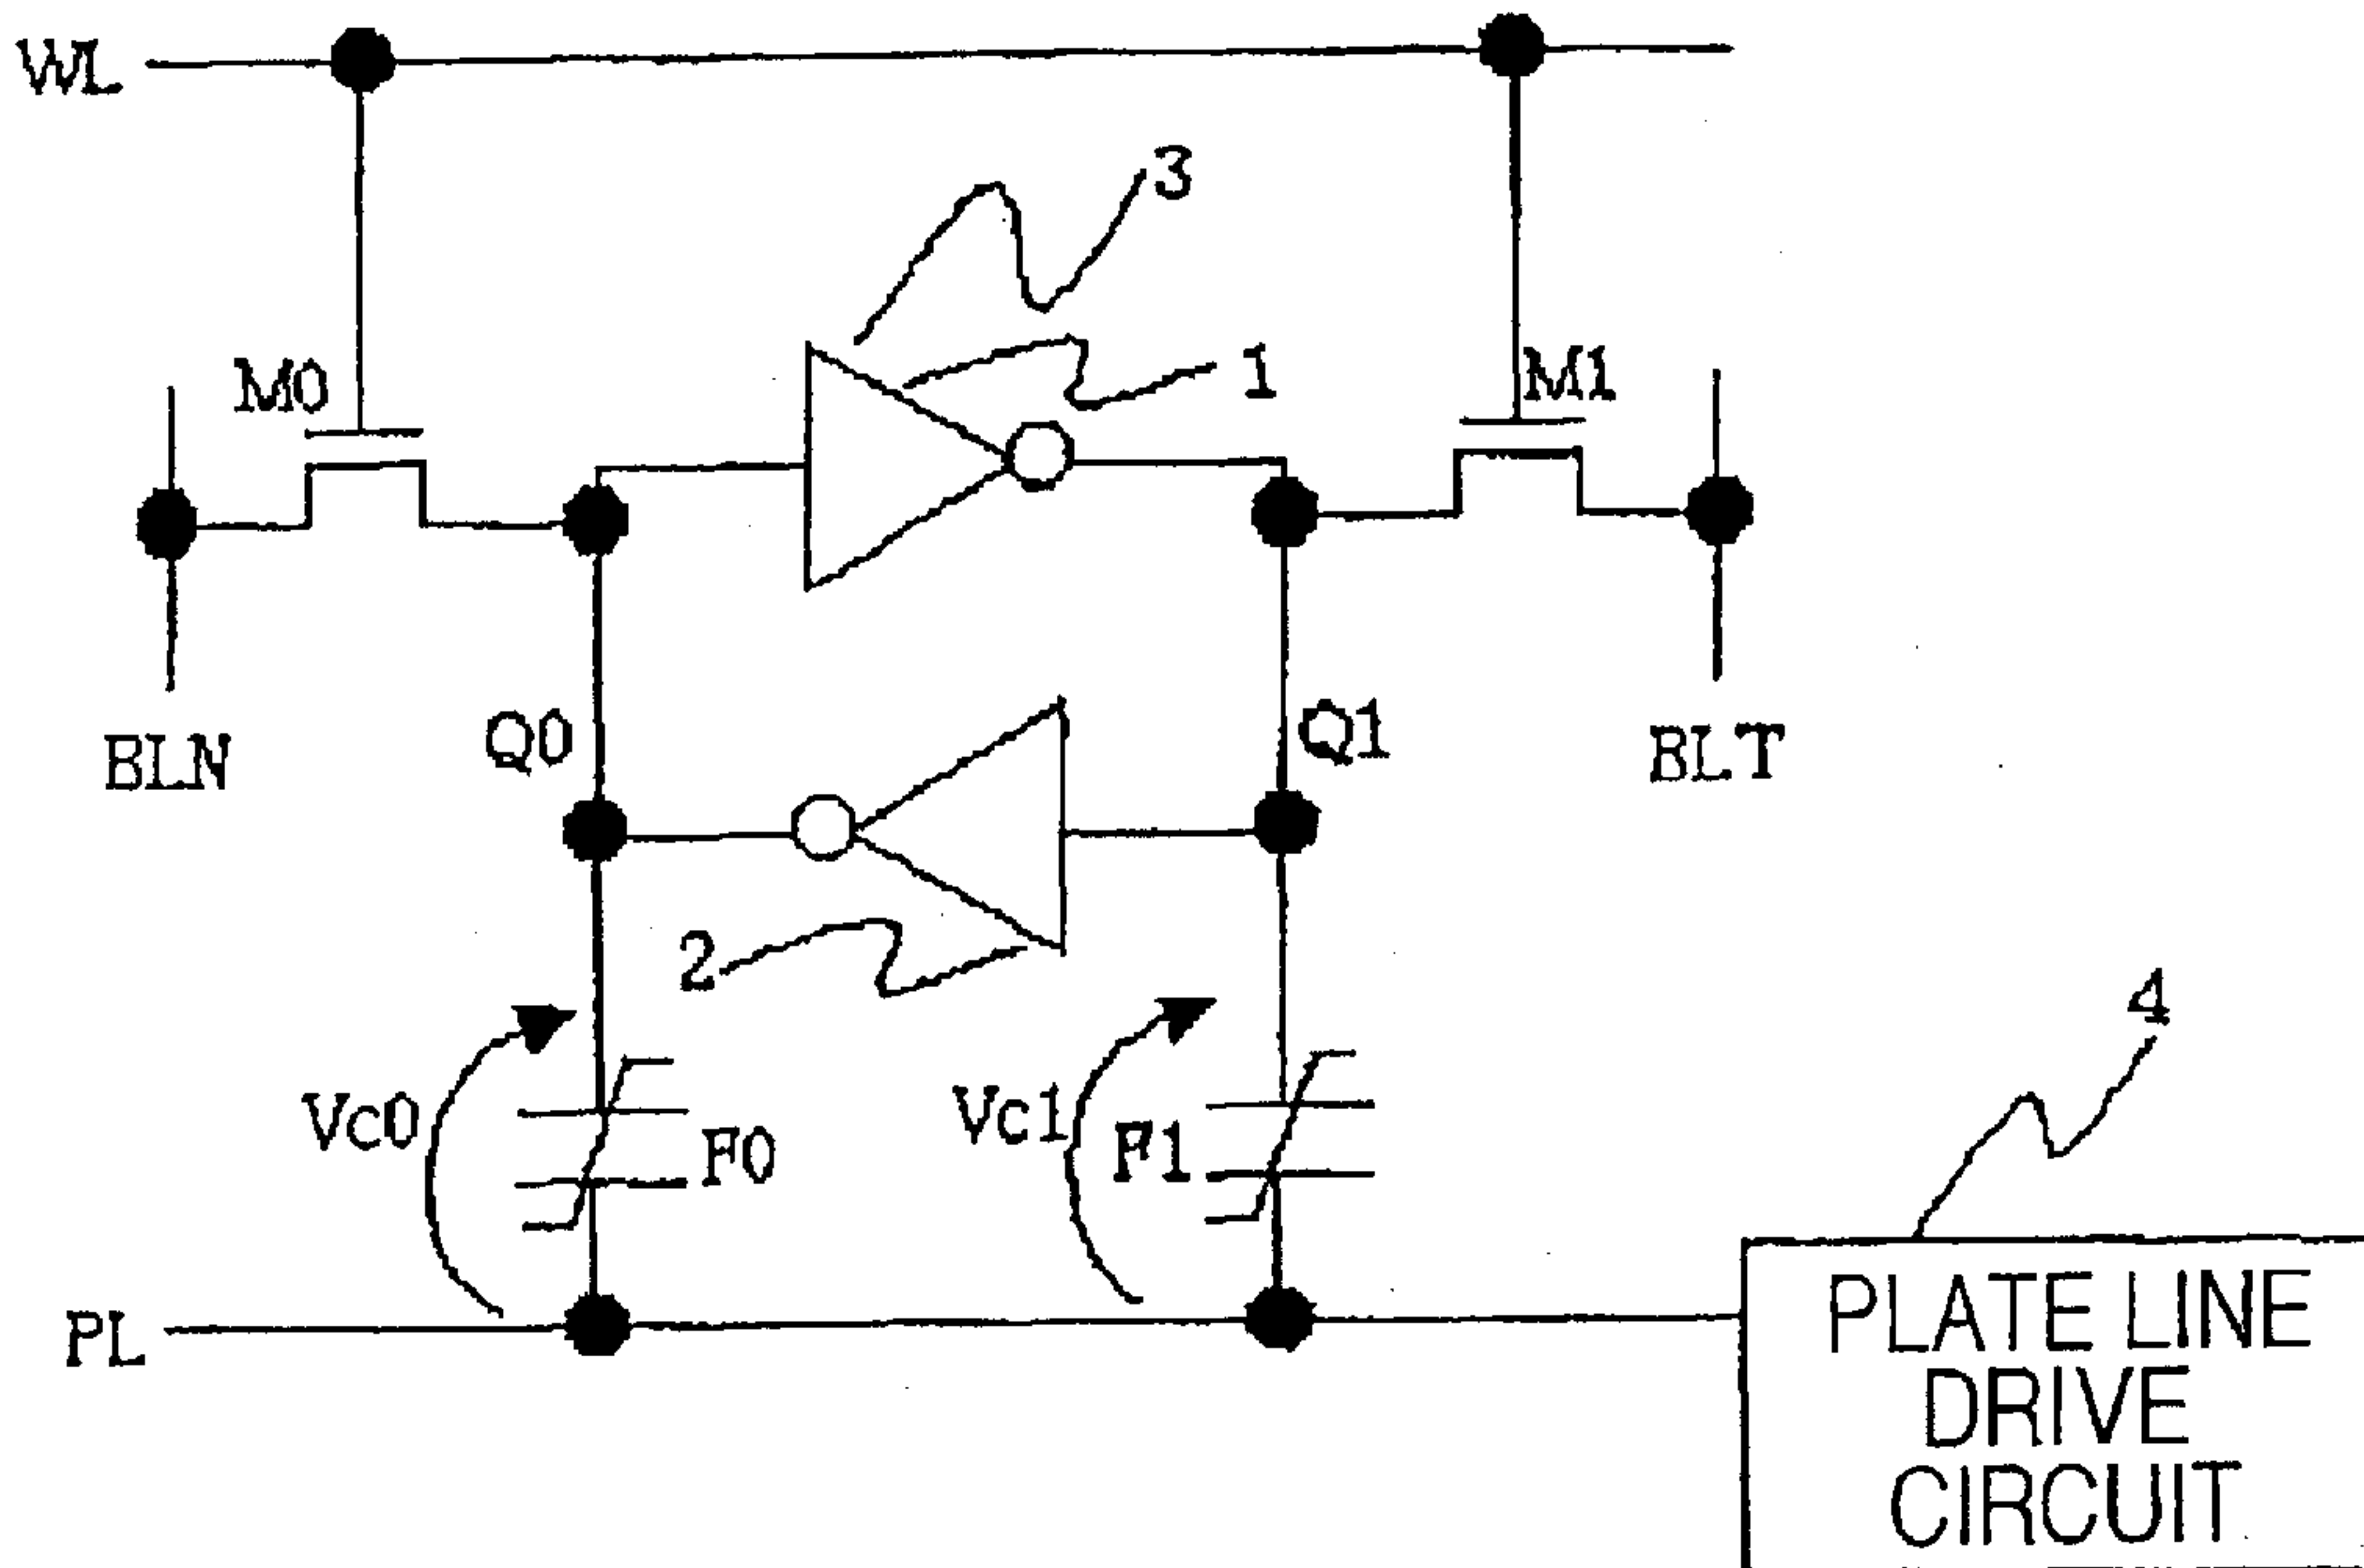 WL
3
1
M0
M1
Q0
Q1
BLN
BLT
2
4
Vc0
F0
Vc1
F1
PL
PLATE LINE
DRIVE
CIRCUIT